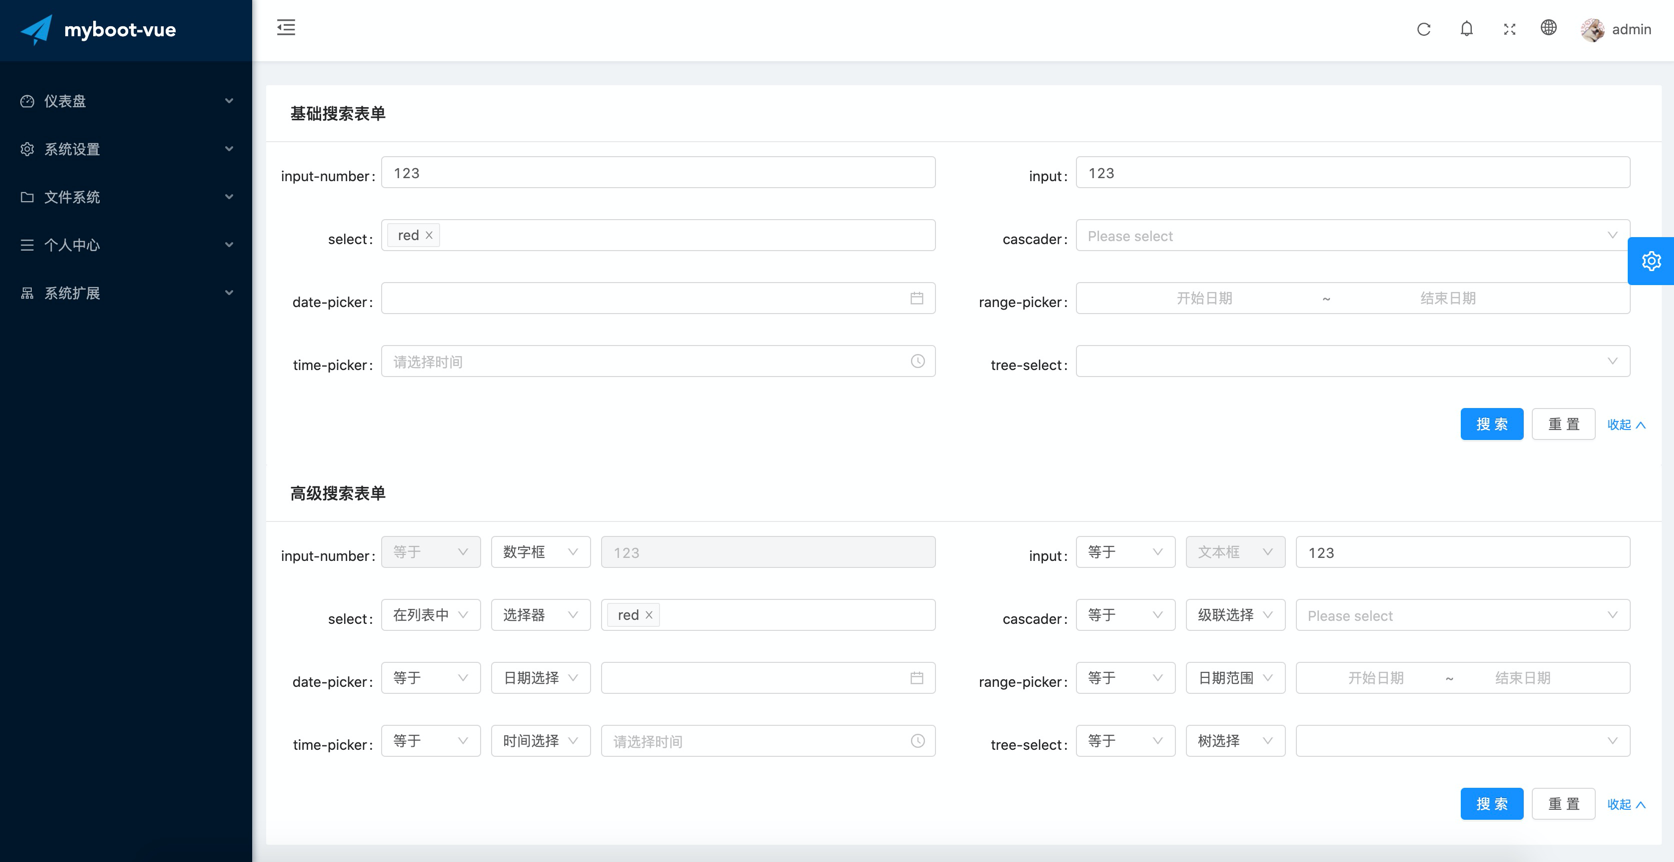 myboot-vue
admin
仪表盘
系统设置
文件系统
个人中心
系统扩展
基础搜索表单
input-number: 123
input: 123
select: red
cascader: Please select
date-picker:
range-picker: 开始日期 ~ 结束日期
time-picker: 请选择时间
tree-select:
搜 索 重 置 收起
高级搜索表单
input-number: 等于 数字框 123
input: 等于 文本框 123
select: 在列表中 选择器 red
cascader: 等于 级联选择 Please select
date-picker: 等于 日期选择
range-picker: 等于 日期范围 开始日期 ~ 结束日期
time-picker: 等于 时间选择 请选择时间
tree-select: 等于 树选择
搜 索 重 置 收起